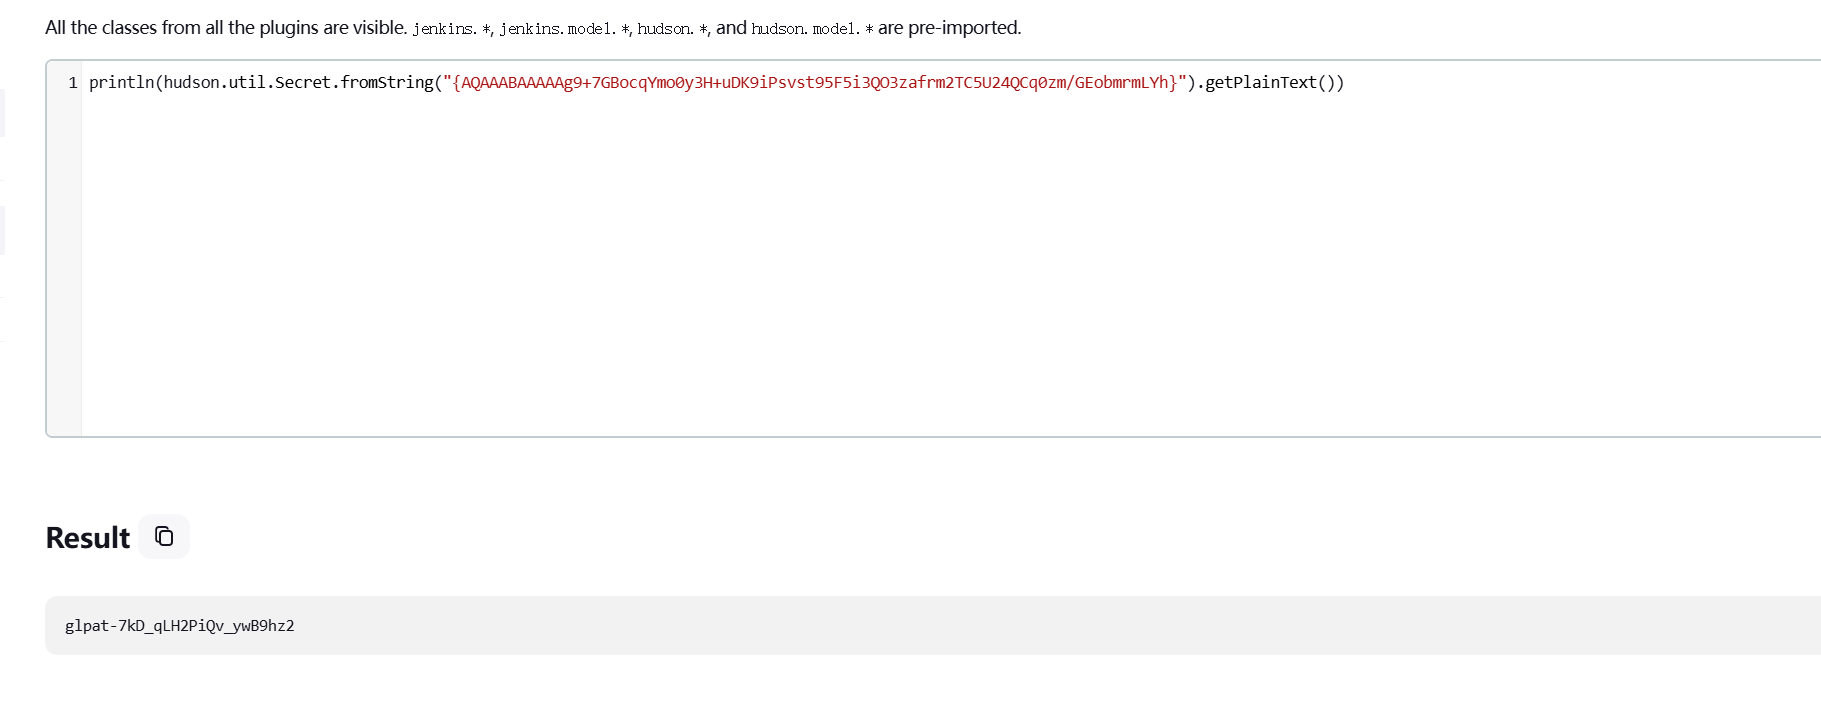 All the classes from all the plugins are visible. jenkins.*, jenkins.model.*, hudson.*, and hudson.model.* are pre-imported.
1 println(hudson.util.Secret.fromString("{AQAAABAAAAAg9+7GBocqYmo0y3H+uDK9iPsvst95F5i3QO3zafrm2TC5U24QCq0zm/GEobmrmLYh}").getPlainText())
Result
glpat-7kD_qLH2PiQv_ywB9hz2